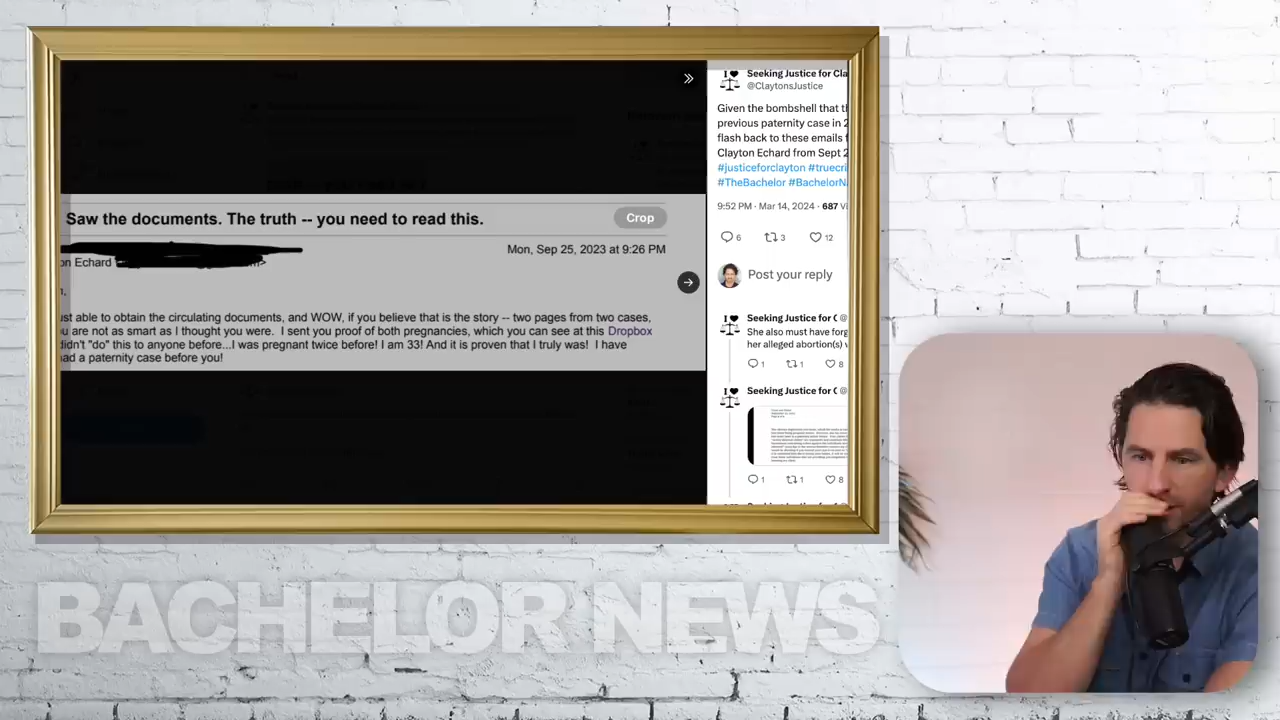 Saw the documents. The truth -- you need to read this.
Crop
Mon, Sep 25, 2023 at 9:26 PM
on Echard
n,
ust able to obtain the circulating documents, and WOW, if you believe that is the story -- two pages from two cases,
u are not as smart as I thought you were. I sent you proof of both pregnancies, which you can see at this Dropbox
didn't "do" this to anyone before...I was pregnant twice before! I am 33! And it is proven that I truly was! I have
ad a paternity case before you!
Seeking Justice for Cla
@ClaytonsJustice
Given the bombshell that th
previous paternity case in 2
flash back to these emails f
Clayton Echard from Sept 2
#justiceforclayton #truecri
#TheBachelor #BachelorN
9:52 PM · Mar 14, 2024 · 687 Vi
6 3 12
Post your reply
Seeking Justice for C @
She also must have forg
her alleged abortion(s) v
1 1 8
Seeking Justice for C @
1 1 8
BACHELOR NEWS